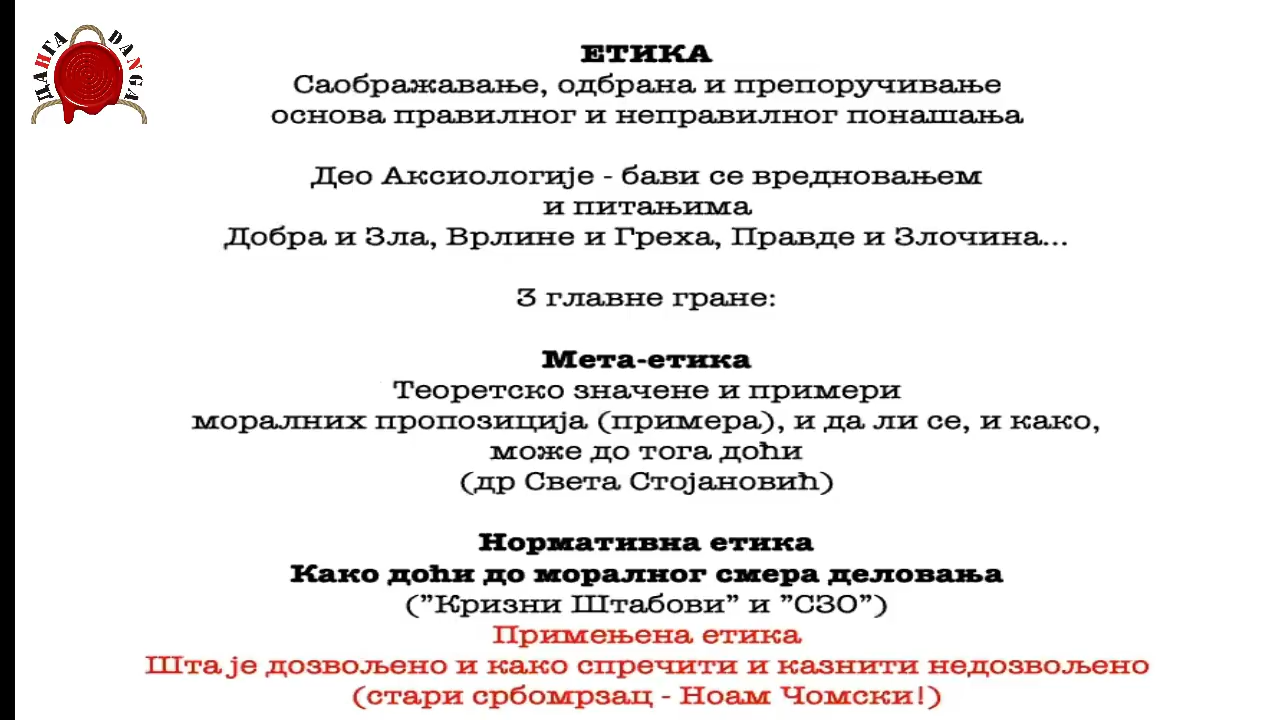 ДАНГА DANGA
ЕТИКА
Саображавање, одбрана и препоручивање
основа правилног и неправилног понашања
Део Аксиологије - бави се вредновањем
и питањима
Добра и Зла, Врлине и Греха, Правде и Злочина...
3 главне гране:
Мета-етика
Теоретско значене и примери
моралних пропозиција (примера), и да ли се, и како,
може до тога доћи
(др Света Стојановић)
Нормативна етика
Како доћи до моралног смера деловања
(”Кризни Штабови” и ”СЗО”)
Примењена етика
Шта је дозвољено и како спречити и казнити недозвољено
(стари србомрзац - Ноам Чомски!)